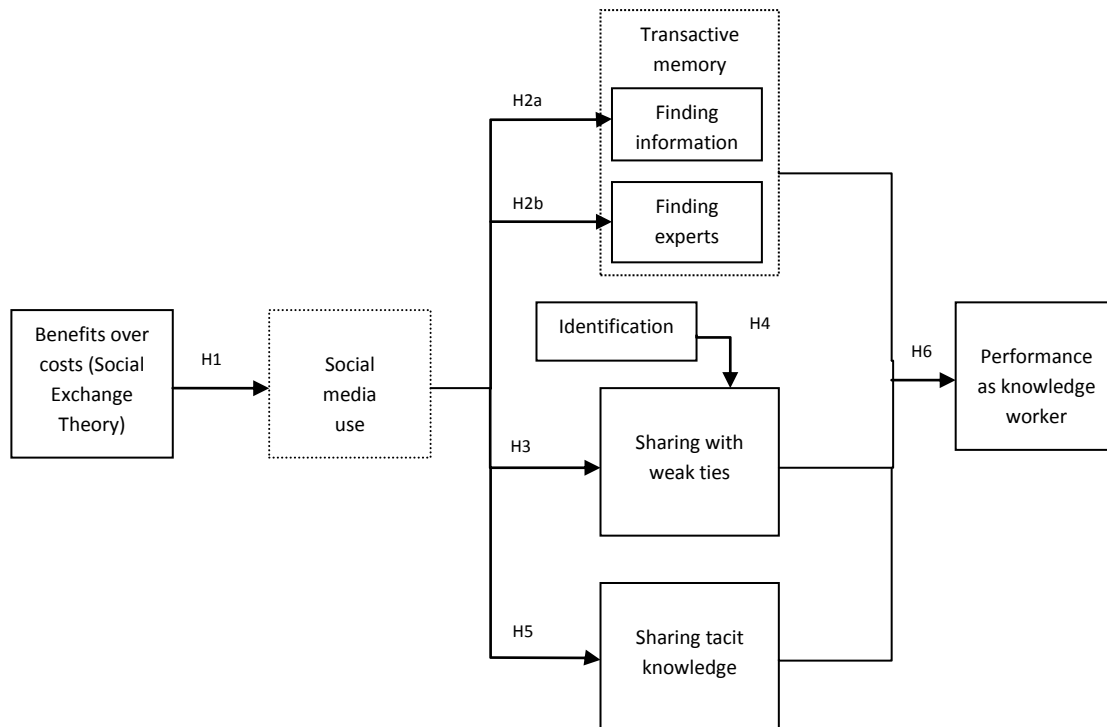 Transactive
memory
H2a
Finding
information
H2b
Finding
experts
Benefits over
costs (Social
Exchange
Theory)
H1
Social
media
use
Identification
H4
H3
Sharing with
weak ties
H5
Sharing tacit
knowledge
H6
Performance
as knowledge
worker